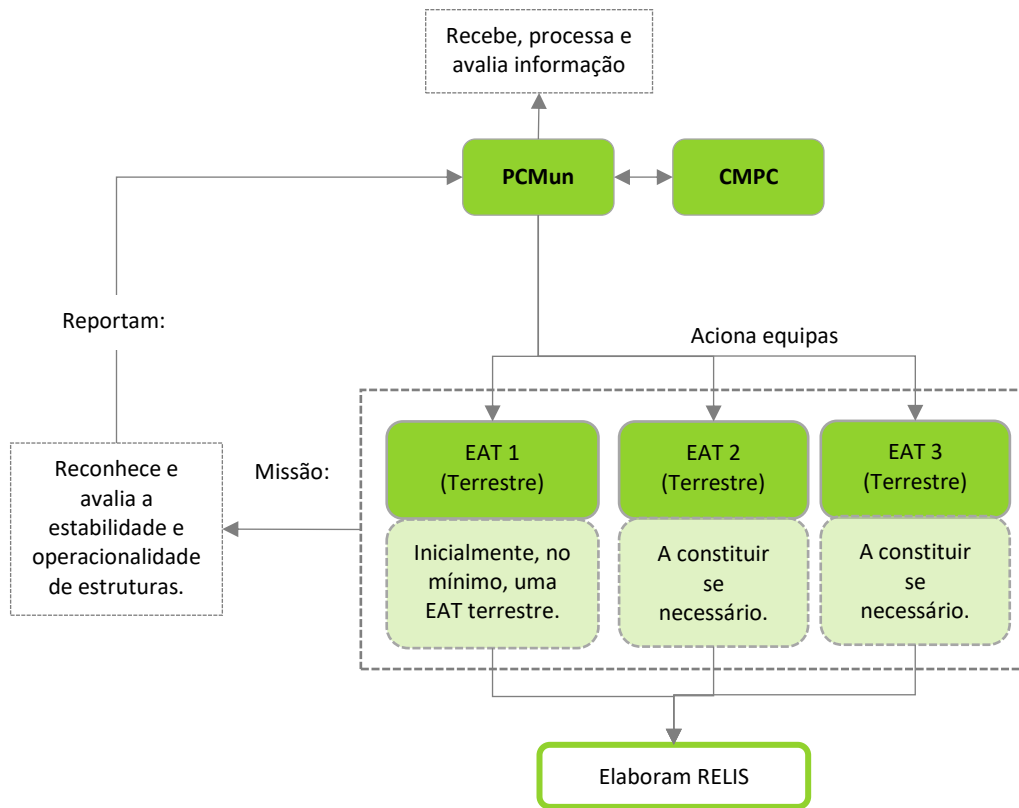 Recebe, processa e
avalia informação
PCMun
CMPC
Reportam:
Aciona equipas
Reconhece e
avalia a
estabilidade e
operacionalidade
de estruturas.
Missão:
EAT 1
(Terrestre)
Inicialmente, no
mínimo, uma
EAT terrestre.
EAT 2
(Terrestre)
A constituir
se
necessário.
EAT 3
(Terrestre)
A constituir
se
necessário.
Elaboram RELIS